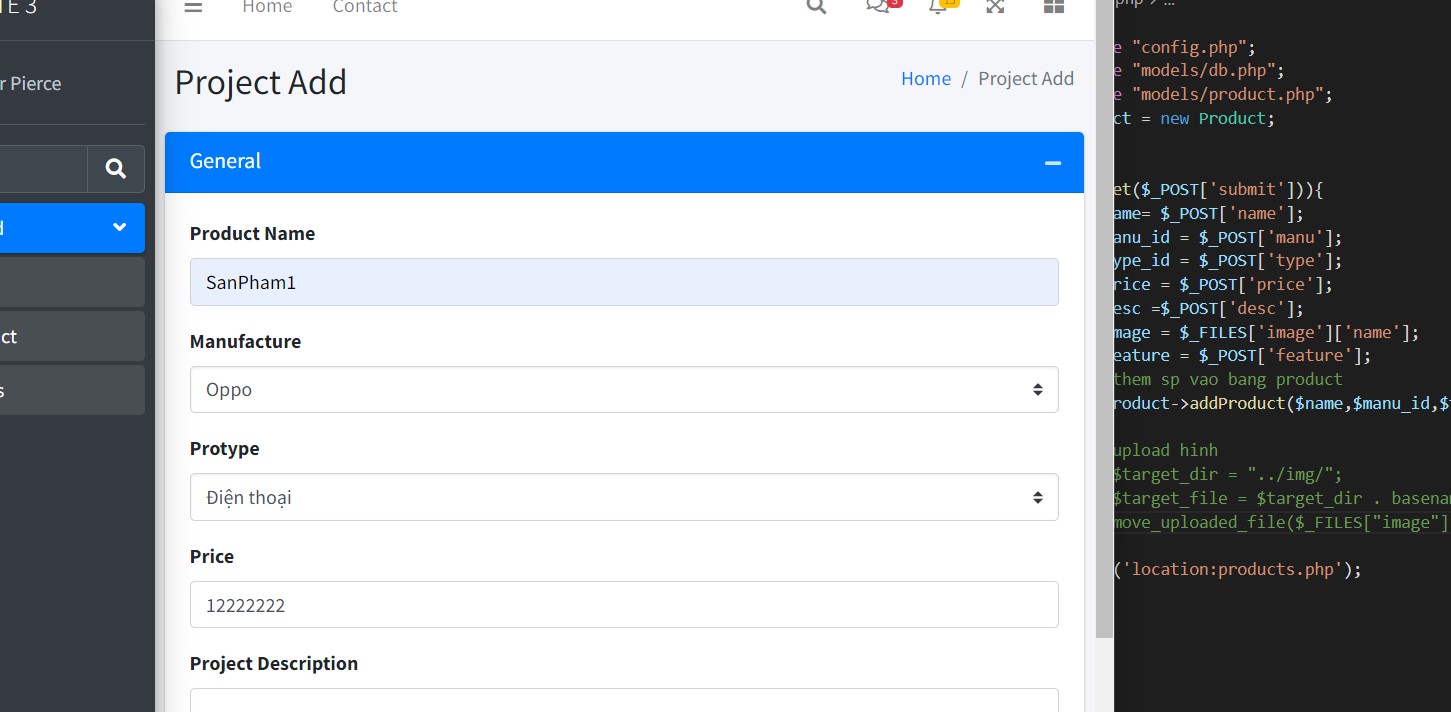 TE 3
r Pierce
d
ct
s
Home Contact
3
15
Project Add
Home / Project Add
General
Product Name
SanPham1
Manufacture
Oppo
Protype
Điện thoại
Price
12222222
Project Description
php > ...
e "config.php";
e "models/db.php";
e "models/product.php";
ct = new Product;
et($_POST['submit'])){
ame= $_POST['name'];
anu_id = $_POST['manu'];
ype_id = $_POST['type'];
rice = $_POST['price'];
esc =$_POST['desc'];
mage = $_FILES['image']['name'];
eature = $_POST['feature'];
them sp vao bang product
roduct->addProduct($name,$manu_id,$
upload hinh
$target_dir = "../img/";
$target_file = $target_dir . basena
move_uploaded_file($_FILES["image"]
('location:products.php');